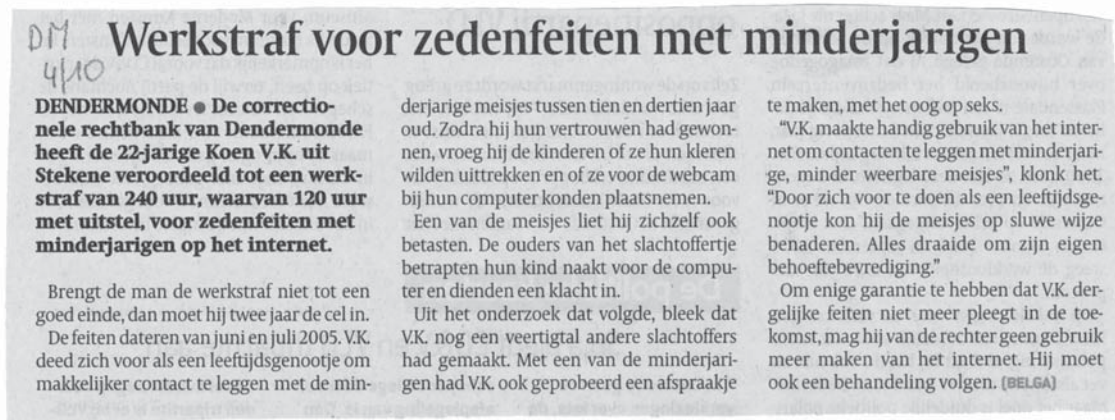 DM
4/10
Werkstraf voor zedenfeiten met minderjarigen
DENDERMONDE ● De correctio-
nele rechtbank van Dendermonde
heeft de 22-jarige Koen V.K. uit
Stekene veroordeeld tot een werk-
straf van 240 uur, waarvan 120 uur
met uitstel, voor zedenfeiten met
minderjarigen op het internet.
Brengt de man de werkstraf niet tot een
goed einde, dan moet hij twee jaar de cel in.
De feiten dateren van juni en juli 2005. V.K.
deed zich voor als een leeftijdsgenootje om
makkelijker contact te leggen met de min-
derjarige meisjes tussen tien en dertien jaar
oud. Zodra hij hun vertrouwen had gewon-
nen, vroeg hij de kinderen of ze hun kleren
wilden uittrekken en of ze voor de webcam
bij hun computer konden plaatsnemen.
Een van de meisjes liet hij zichzelf ook
betasten. De ouders van het slachtoffertje
betrapten hun kind naakt voor de compu-
ter en dienden een klacht in.
Uit het onderzoek dat volgde, bleek dat
V.K. nog een veertigtal andere slachtoffers
had gemaakt. Met een van de minderjari-
gen had V.K. ook geprobeerd een afspraakje
te maken, met het oog op seks.
"V.K. maakte handig gebruik van het inter-
net om contacten te leggen met minderjari-
ge, minder weerbare meisjes", klonk het.
"Door zich voor te doen als een leeftijdsge-
nootje kon hij de meisjes op sluwe wijze
benaderen. Alles draaide om zijn eigen
behoeftebevrediging."
Om enige garantie te hebben dat V.K. der-
gelijke feiten niet meer pleegt in de toe-
komst, mag hij van de rechter geen gebruik
meer maken van het internet. Hij moet
ook een behandeling volgen. (BELGA)